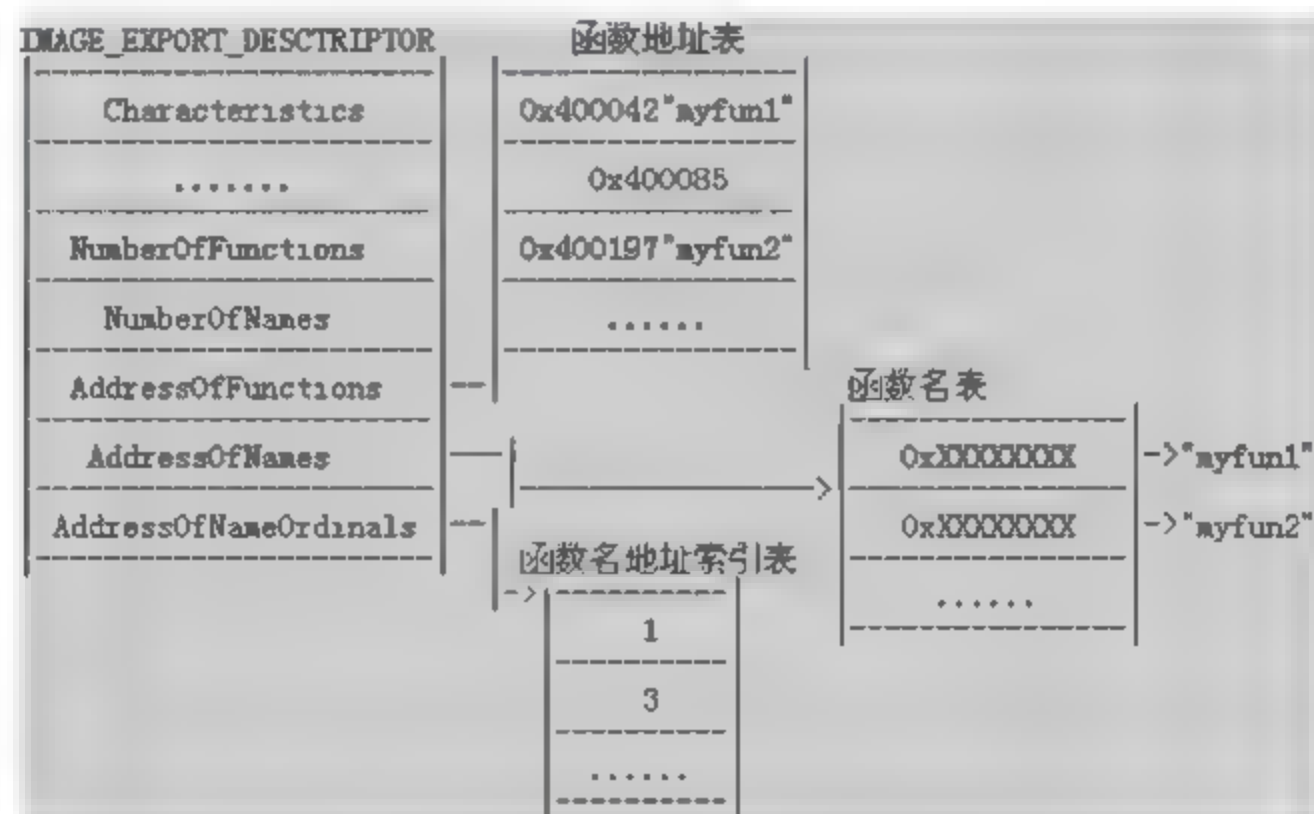 IMAGE_EXPORT_DESCTRIPTOR
Characteristics
.......
NumberOfFunctions
NumberOfNames
AddressOfFunctions
AddressOfNames
AddressOfNameOrdinals
函数地址表
0x400042"myfun1"
0x400085
0x400197"myfun2"
......
函数名表
0xXXXXXXXX ->"myfun1"
0xXXXXXXXX ->"myfun2"
......
函数名地址索引表
1
3
......